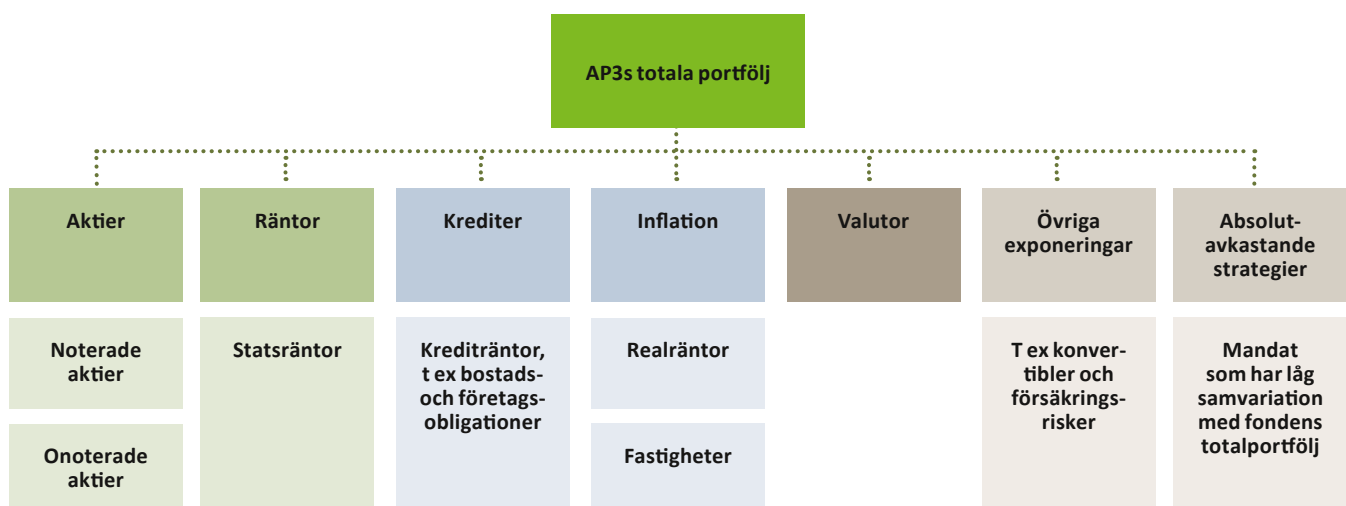 AP3s totala portfölj
Aktier
Räntor
Krediter
Inflation
Valutor
Övriga
exponeringar
Absolut-
avkastande
strategier
Noterade
aktier
Onoterade
aktier
Statsräntor
Krediträntor,
t ex bostads-
och företags-
obligationer
Realräntor
Fastigheter
T ex konver-
tibler och
försäkrings-
risker
Mandat
som har låg
samvariation
med fondens
totalportfölj